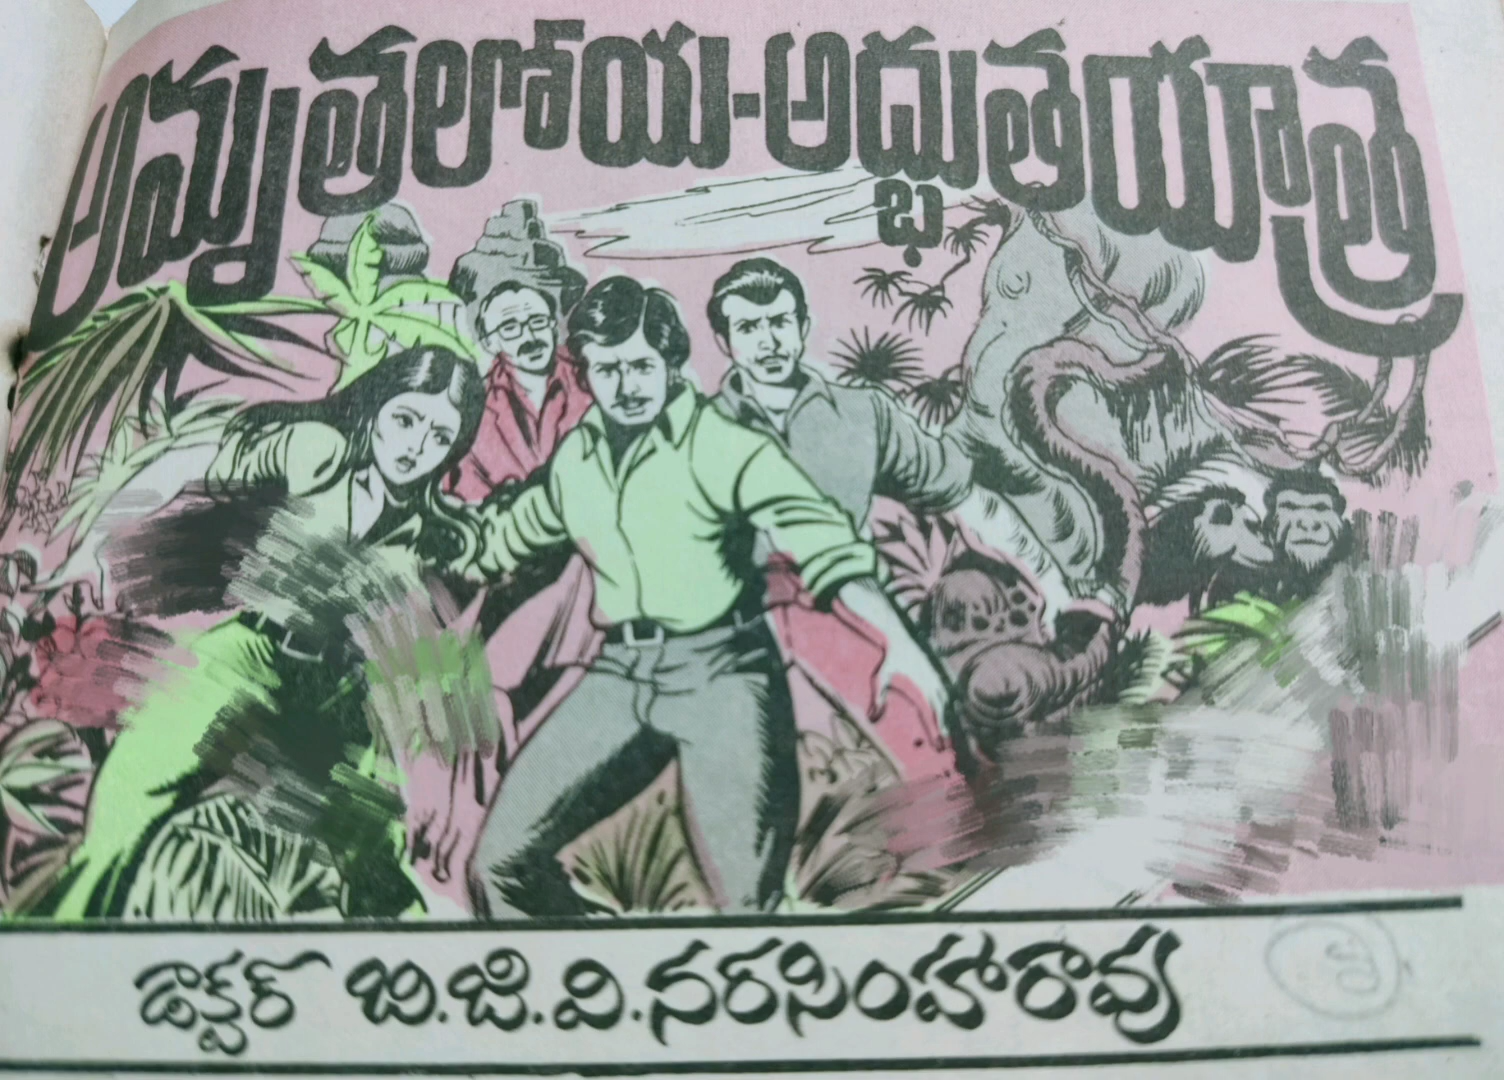 అమృతలోయ-అద్భుతయాత్ర
డాక్టర్ బి.జి.వి.నరసింహారావు